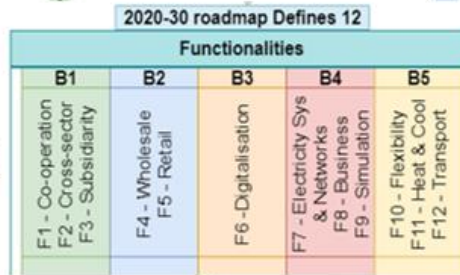 2020-30 roadmap Defines 12
Functionalities
B1
B2
B3
B4
B5
F1 - Co-operation
F2 - Cross-sector
F3 - Subsidiarity
F4 - Wholesale
F5 - Retail
F6 -Digitalisation
F7 - Electricity Sys
& Networks
F8 - Business
F9 - Simulation
F10 - Flexibility
F11 - Heat & Cool
F12 - Transport